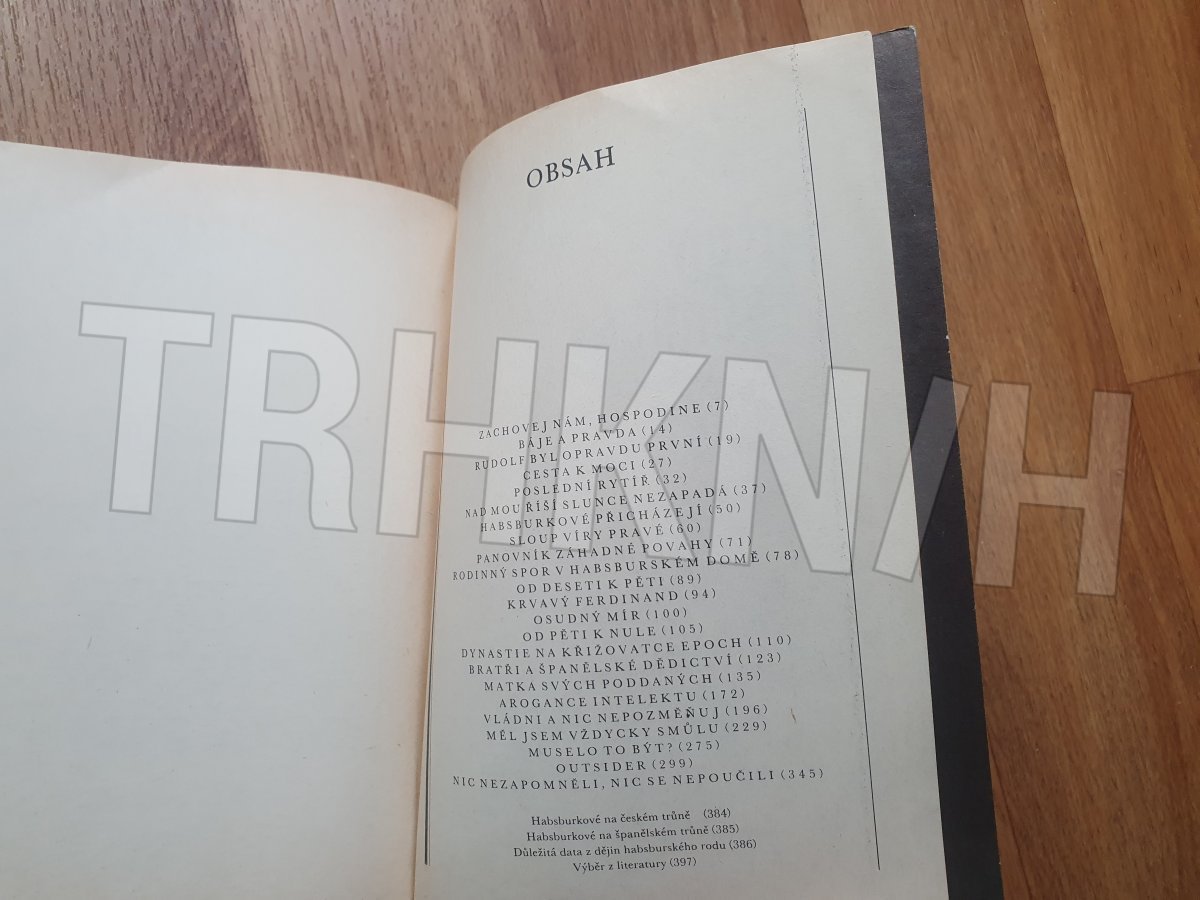 OBSAH
ZACHOVEJ NÁM, HOSPODINE (7)
BÁJE A PRAVDA (14)
RUDOLF BYL OPRAVDU PRVNÍ (19)
CESTA K MOCI (27)
POSLEDNÍ RYTÍŘ (32)
NAD MOU ŘÍŠÍ SLUNCE NEZAPADÁ (37)
HABSBURKOVÉ PŘICHÁZEJÍ (50)
SLOUP VÍRY PRAVÉ (60)
PANOVNÍK ZÁHADNÉ POVAHY (71)
RODINNÝ SPOR V HABSBURSKÉM DOMĚ (78)
OD DESETI K PĚTI (89)
KRVAVÝ FERDINAND (94)
OSUDNÝ MÍR (100)
OD PĚTI K NULE (105)
DYNASTIE NA KŘIŽOVATCE EPOCH (110)
BRATŘI A ŠPANĚLSKÉ DĚDICTVÍ (123)
MATKA SVÝCH PODDANÝCH (135)
AROGANCE INTELEKTU (172)
VLÁDNI A NIC NEPOZMĚŇUJ (196)
MĚL JSEM VŽDYCKY SMŮLU (229)
MUSELO TO BÝT? (275)
OUTSIDER (299)
NIC NEZAPOMNĚLI, NIC SE NEPOUČILI (345)
Habsburkové na českém trůně (384)
Habsburkové na španělském trůně (385)
Důležitá data z dějin habsburského rodu (386)
Výběr z literatury (397)
TRHKNIH